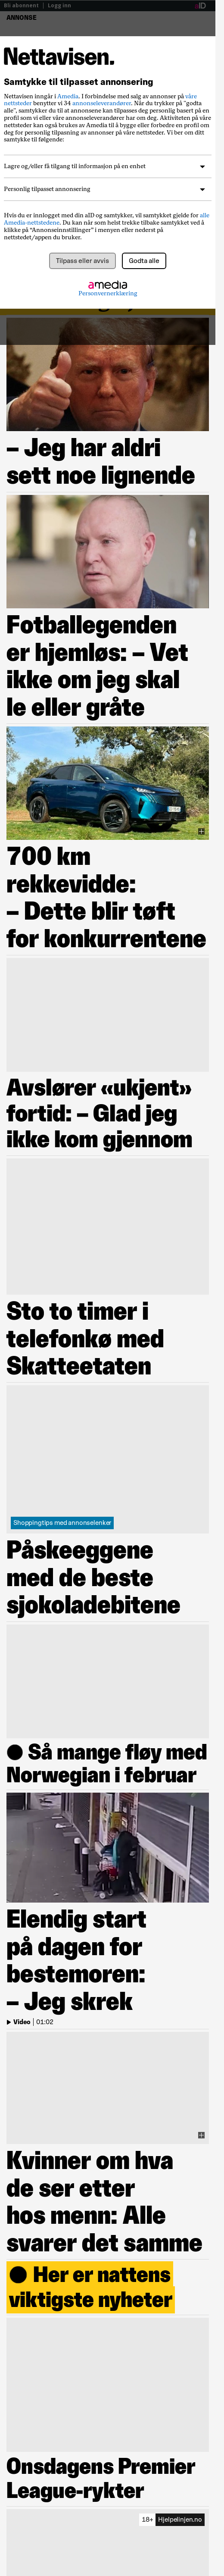 Bli abonnent | Logg inn
aID
ANNONSE
Nettavisen.
Samtykke til tilpasset annonsering
Nettavisen inngår i Amedia. I forbindelse med salg av annonser på våre
nettsteder benytter vi 34 annonseleverandører. Når du trykker på "godta
alle", samtykker du til at annonsene kan tilpasses deg personlig basert på en
profil som vi eller våre annonseleverandører har om deg. Aktiviteten på våre
nettsteder kan også brukes av Amedia til å bygge eller forbedre en profil om
deg for personlig tilpasning av annonser på våre nettsteder. Vi ber om ditt
samtykke til følgende:
Lagre og/eller få tilgang til informasjon på en enhet
Personlig tilpasset annonsering
Hvis du er innlogget med din aID og samtykker, vil samtykket gjelde for alle
Amedia-nettstedene. Du kan når som helst trekke tilbake samtykket ved å
klikke på "Annonseinnstillinger" i menyen eller nederst på
nettstedet/appen du bruker.
Tilpass eller avvis
Godta alle
amedia
Personvernerklæring
– Jeg har aldri
sett noe lignende
Fotballegenden
er hjemløs: – Vet
ikke om jeg skal
le eller gråte
700 km
rekkevidde:
– Dette blir tøft
for konkurrentene
Avslører «ukjent»
fortid: – Glad jeg
ikke kom gjennom
Sto to timer i
telefonkø med
Skatteetaten
Shoppingtips med annonselenker
Påskeeggene
med de beste
sjokoladebitene
● Så mange fløy med
Norwegian i februar
Elendig start
på dagen for
bestemoren:
– Jeg skrek
Video | 01:02
Kvinner om hva
de ser etter
hos menn: Alle
svarer det samme
● Her er nattens
viktigste nyheter
Onsdagens Premier
League-rykter
18+ Hjelpelinjen.no